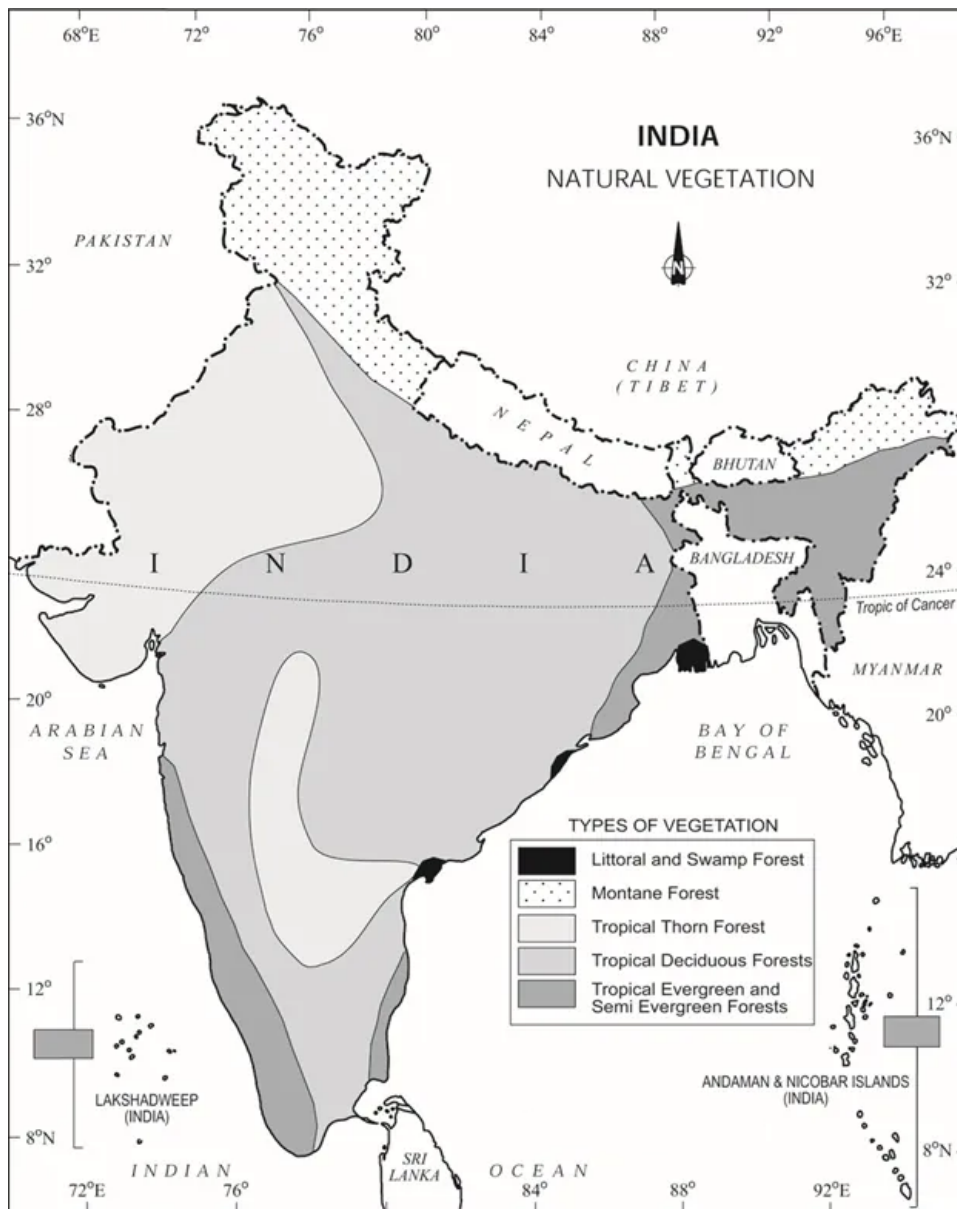 68°E 72° 76° 80° 84° 88° 92° 96°E
36°N
36°N
INDIA
NATURAL VEGETATION
N
PAKISTAN
32°
32°
CHINA
(TIBET)
28°
NEPAL
BHUTAN
INDIA
BANGLADESH
24°
Tropic of Cancer
MYANMAR
20°
20°
ARABIAN
SEA
BAY OF
BENGAL
16°
TYPES OF VEGETATION
Littoral and Swamp Forest
Montane Forest
Tropical Thorn Forest
Tropical Deciduous Forests
Tropical Evergreen and
Semi Evergreen Forests
12°
12°
LAKSHADWEEP
(INDIA)
ANDAMAN & NICOBAR ISLANDS
(INDIA)
8°N
8°N
INDIAN OCEAN
SRI
LANKA
72°E 76° 84° 88° 92°E